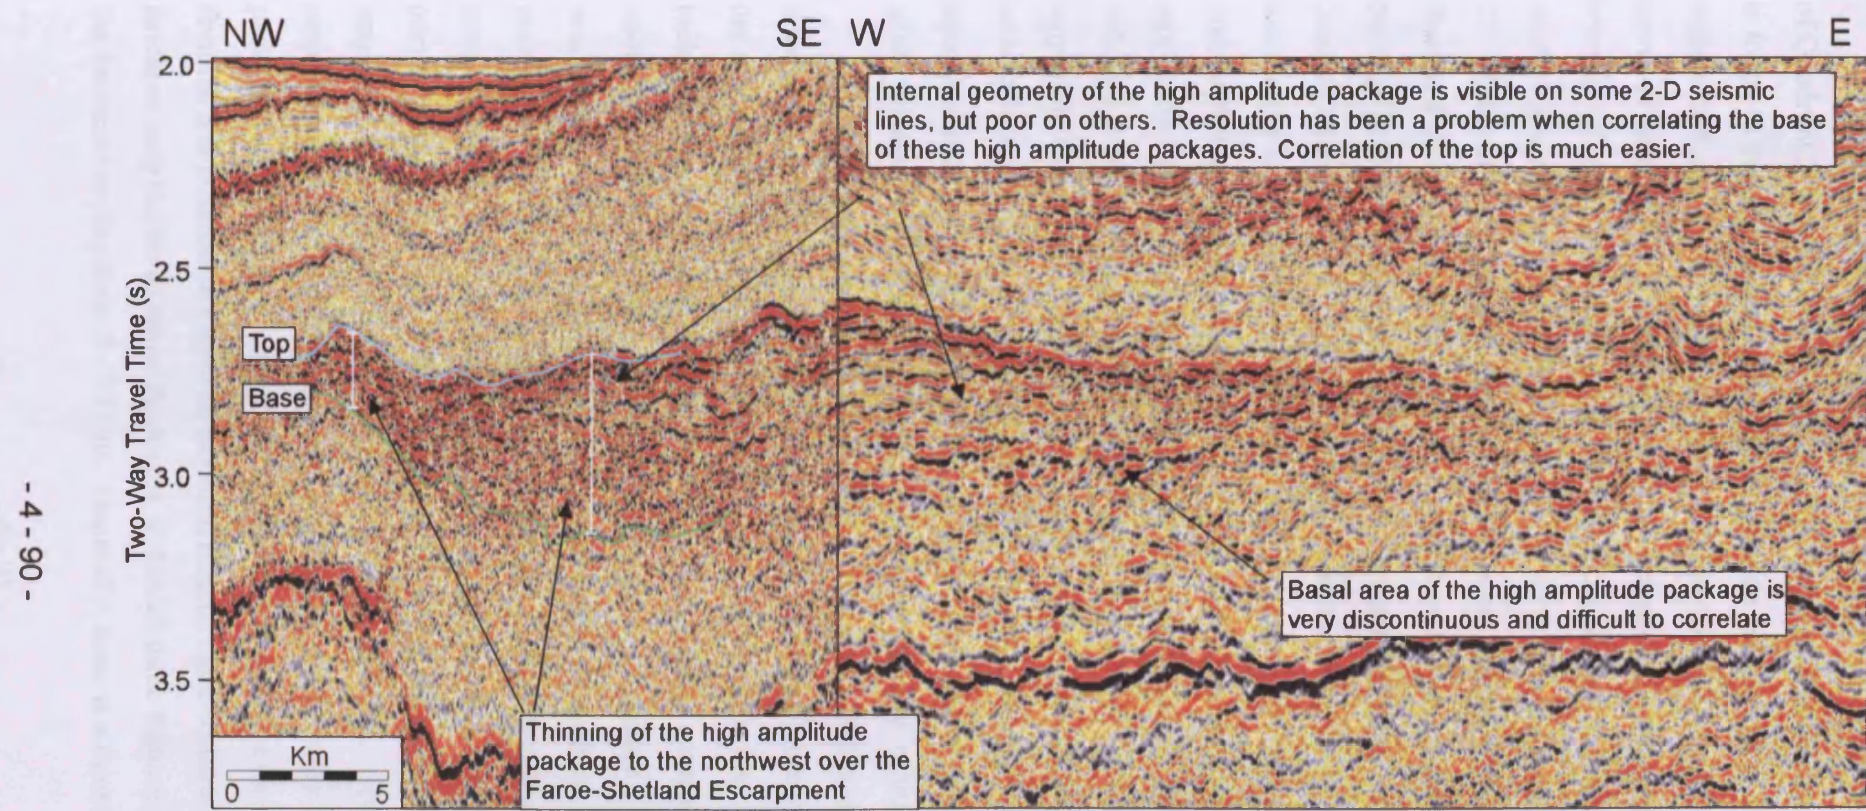 NW
SE
W
E
Two-Way Travel Time (s)
2.0
2.5
3.0
3.5
Internal geometry of the high amplitude package is visible on some 2-D seismic
lines, but poor on others. Resolution has been a problem when correlating the base
of these high amplitude packages. Correlation of the top is much easier.
Top
Base
Basal area of the high amplitude package is
very discontinuous and difficult to correlate
Thinning of the high amplitude
package to the northwest over the
Faroe-Shetland Escarpment
Km
0
5
- 4 - 90 -